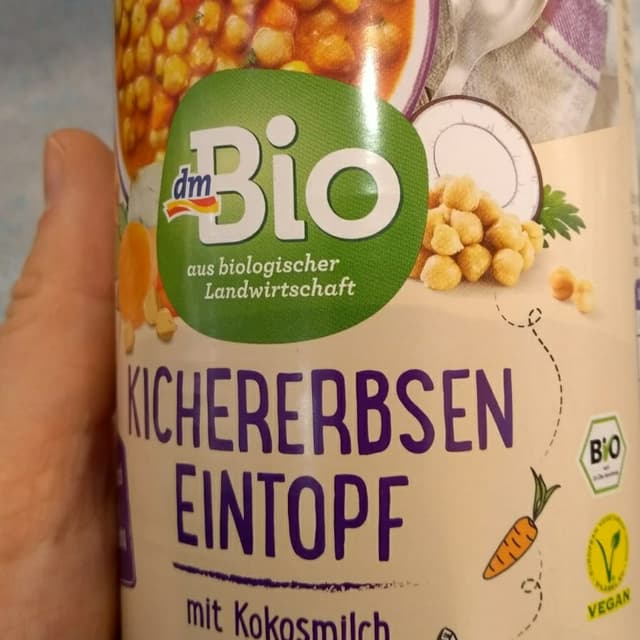 dm
Bio
aus biologischer
Landwirtschaft
KICHERERBSEN
EINTOPF
mit Kokosmilch
BIO
VEGAN